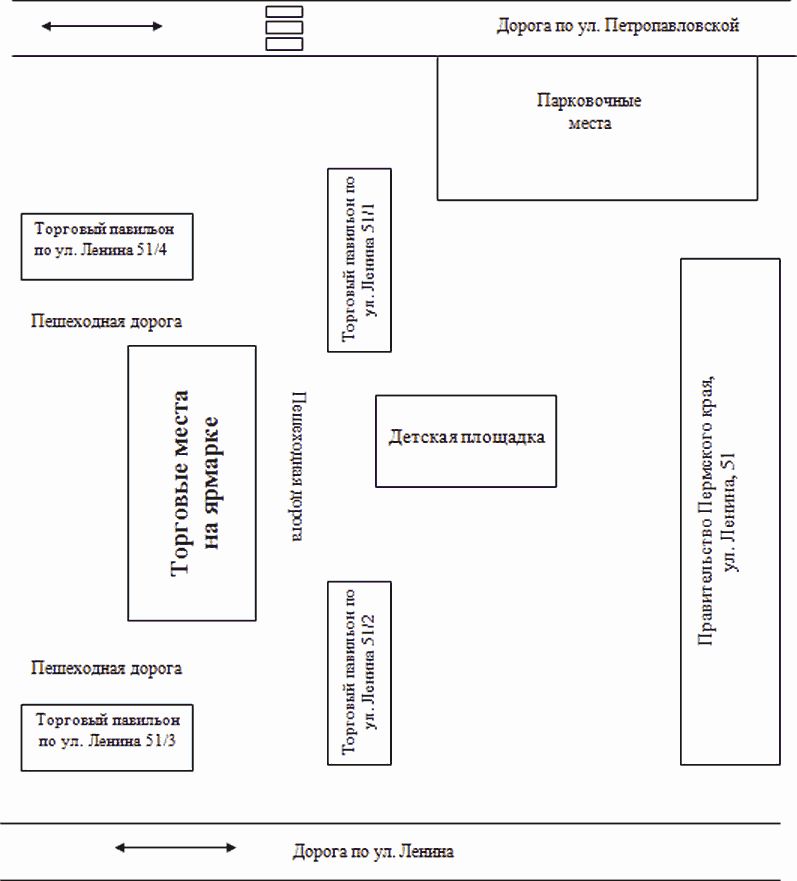 Дорога по ул. Петропавловской
Парковочные
места
Торговый павильон по
ул. Ленина 51/1
Торговый павильон
по ул. Ленина 51/4
Пешеходная дорога
Торговые места
на ярмарке
Пешеходная дорога
Детская площадка
Правительство Пермского края,
ул. Ленина, 51
Торговый павильон по
ул. Ленина 51/2
Пешеходная дорога
Торговый павильон
по ул. Ленина 51/3
Дорога по ул. Ленина